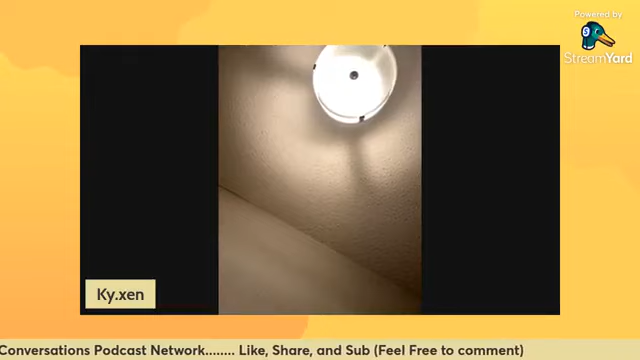 Powered by
StreamYard
Ky.xen
Conversations Podcast Network........ Like, Share, and Sub (Feel Free to comment)